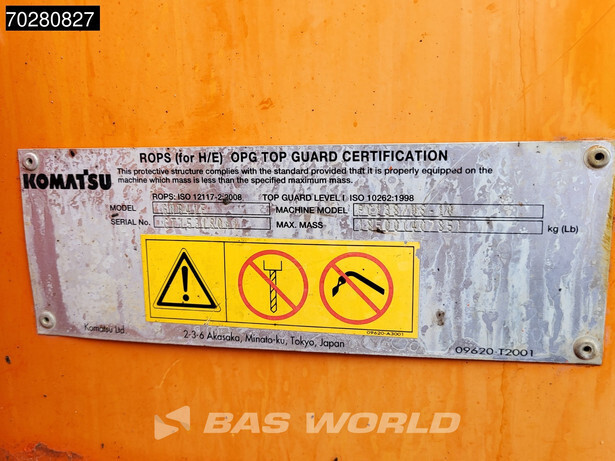 70280827
ROPS (for H/E) OPG TOP GUARD CERTIFICATION
KOMATSU
This protective structure complies with the standard provided that it is properly equipped on the
machine which mass is less than the specified maximum mass.
ROPS: ISO 12117-2:2008 TOP GUARD LEVEL I ISO 10262:1998
MODEL MACHINE MODEL
SERIAL No. MAX. MASS kg (Lb)
09620-A3001
Komatsu Ltd.
2-3-6 Akasaka, Minato-ku, Tokyo, Japan
09620-T2001
BAS WORLD